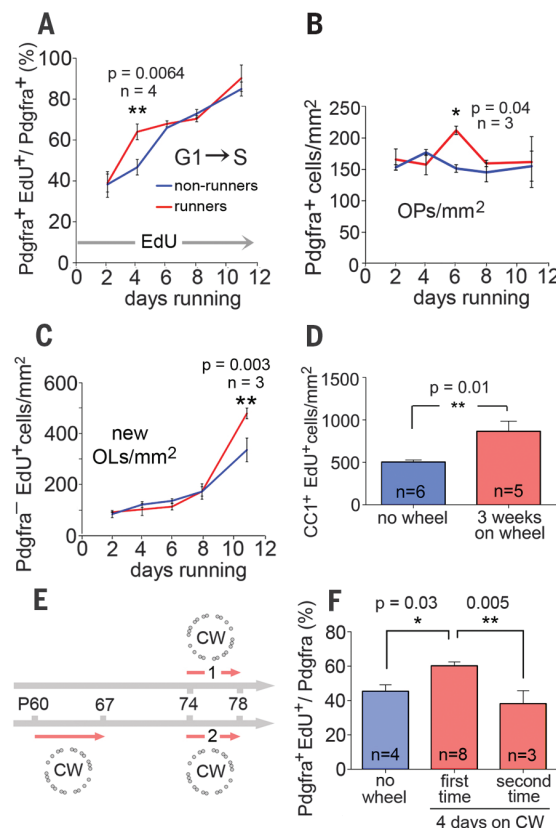 A
Pdgfra⁺ EdU⁺/ Pdgfra⁺ (%)
100
80
60
40
20
0
p = 0.0064
n = 4
**
G1→S
non-runners
runners
EdU
0 2 4 6 8 10 12
days running
B
Pdgfra⁺ cells/mm²
250
200
150
100
50
0
*
p = 0.04
n = 3
OPs/mm²
0 2 4 6 8 10 12
days running
C
Pdgfra⁻ EdU⁺cells/mm²
600
400
200
0
p = 0.003
n = 3
**
new
OLs/mm²
0 2 4 6 8 10 12
days running
D
CC1⁺ EdU⁺cells/mm²
1500
1000
500
0
p = 0.01
**
n=6
n=5
no wheel
3 weeks
on wheel
E
CW
1
P60 67 74 78
2
CW
CW
F
Pdgfra⁺ EdU⁺/ Pdgfra (%)
80
60
40
20
0
p = 0.03 0.005
* **
n=4
n=8
n=3
no
wheel
first
time
second
time
4 days on CW